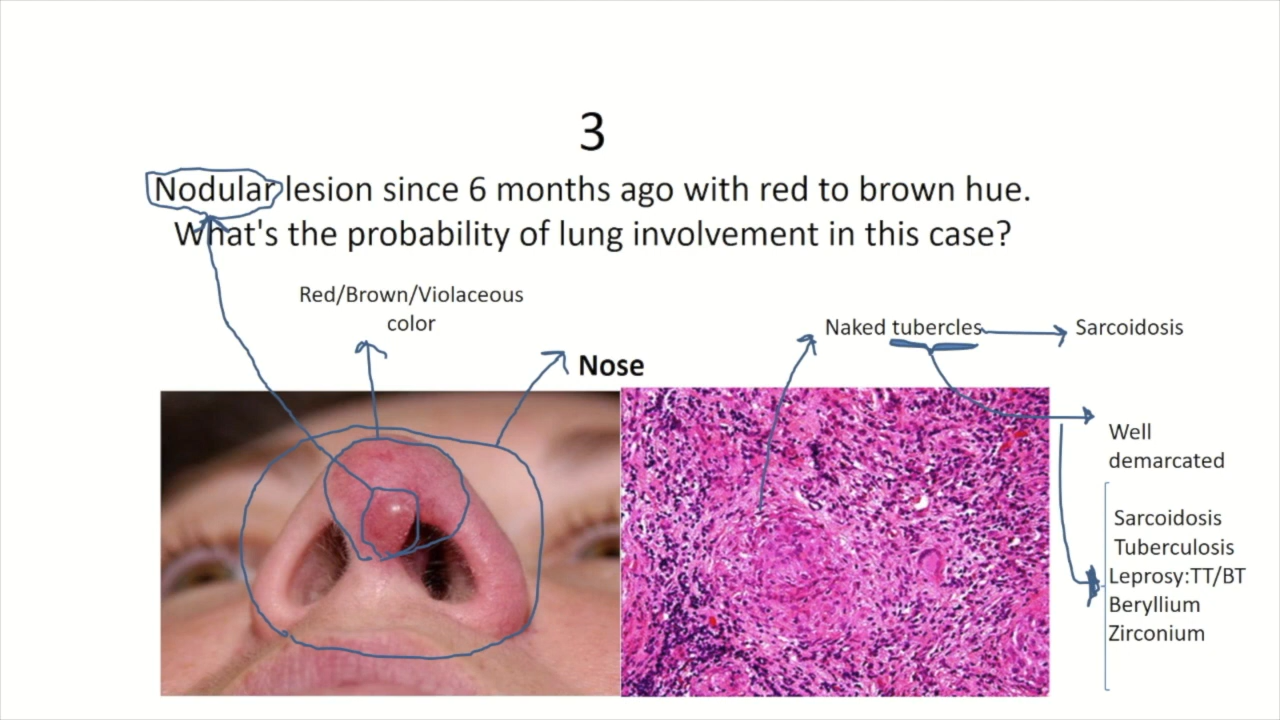 3
Nodular lesion since 6 months ago with red to brown hue.
What's the probability of lung involvement in this case?
Red/Brown/Violaceous
color
Nose
Naked tubercles
Sarcoidosis
Well
demarcated
Sarcoidosis
Tuberculosis
Leprosy:TT/BT
Beryllium
Zirconium